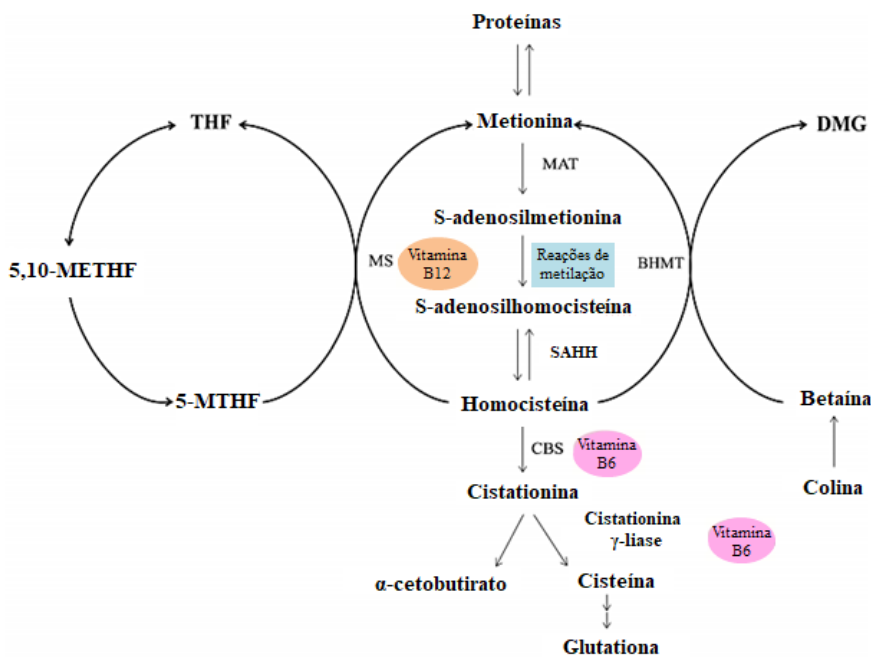 Proteínas
THF
Metionina
DMG
MAT
S-adenosilmetionina
5,10-METHF
MS
Vitamina
B12
Reações de
metilação
BHMT
S-adenosilhomocisteína
SAHH
5-MTHF
Homocisteína
Betaína
CBS
Vitamina
B6
Cistationina
Colina
Cistationina
γ-liase
Vitamina
B6
α-cetobutirato
Cisteína
Glutationa